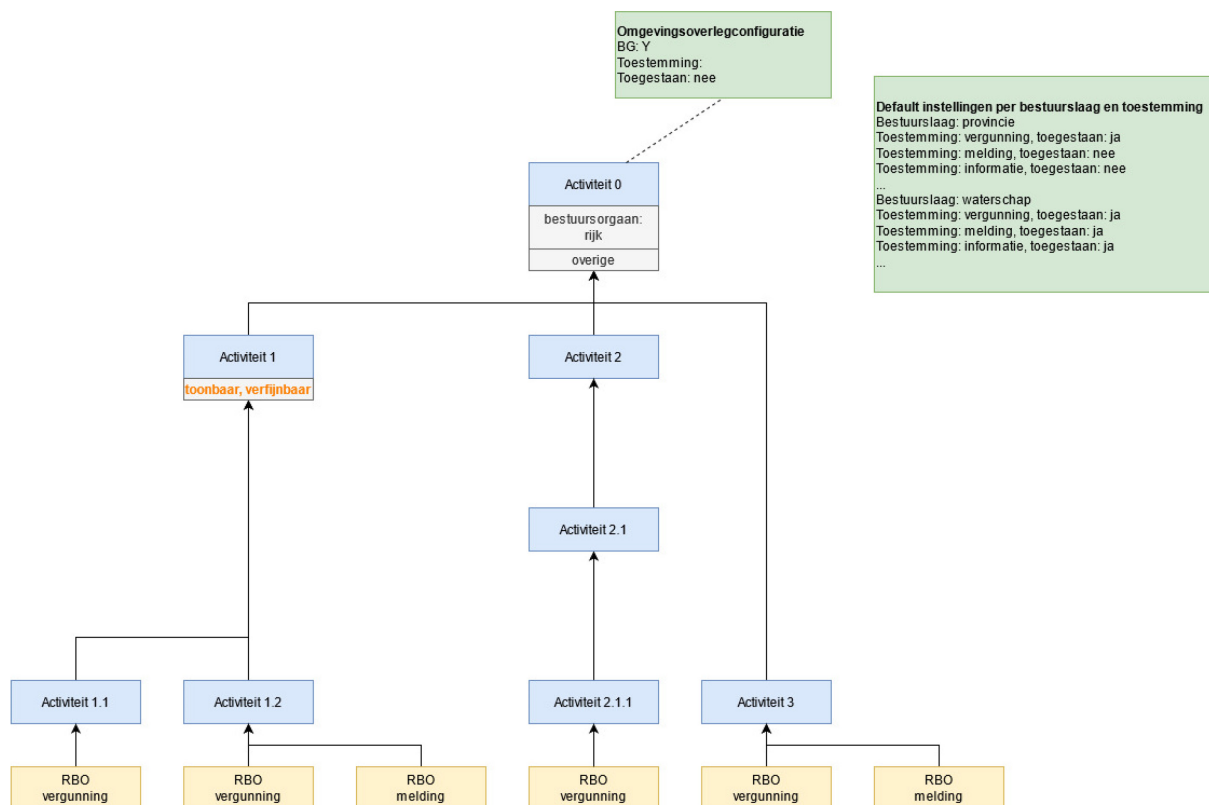 Omgevingsoverlegconfiguratie
BG: Y
Toestemming:
Toegestaan: nee
Default instellingen per bestuurslaag en toestemming
Bestuurslaag: provincie
Toestemming: vergunning, toegestaan: ja
Toestemming: melding, toegestaan: nee
Toestemming: informatie, toegestaan: nee
...
Bestuurslaag: waterschap
Toestemming: vergunning, toegestaan: ja
Toestemming: melding, toegestaan: ja
Toestemming: informatie, toegestaan: ja
...
Activiteit 0
bestuursorgaan:
rijk
overige
Activiteit 1
toonbaar, verfijnbaar
Activiteit 2
Activiteit 2.1
Activiteit 1.1
Activiteit 1.2
Activiteit 2.1.1
Activiteit 3
RBO
vergunning
RBO
vergunning
RBO
melding
RBO
vergunning
RBO
vergunning
RBO
melding